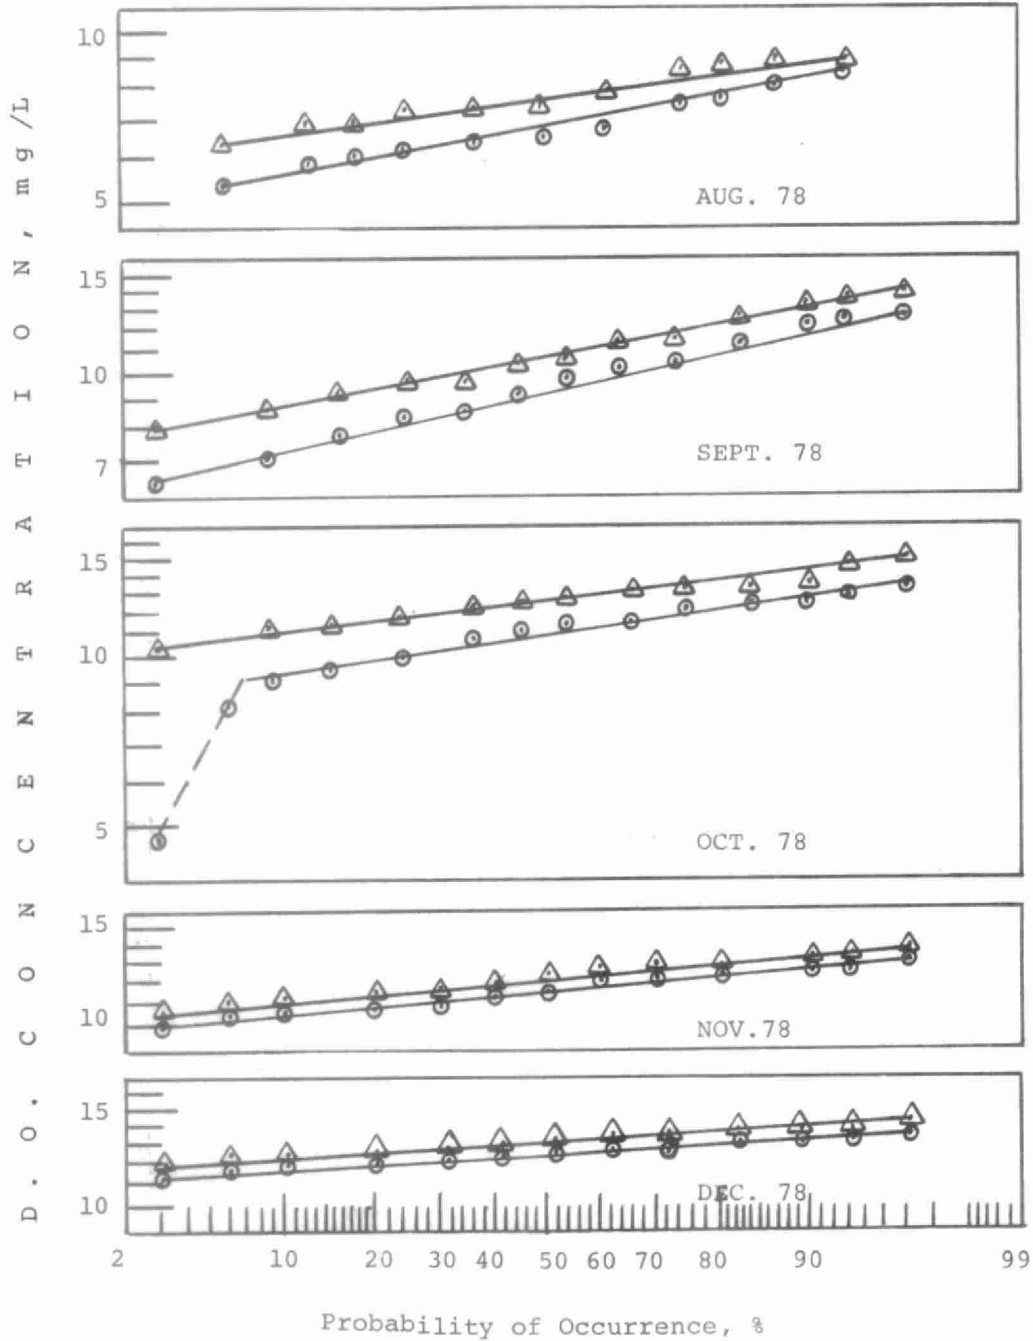 D. O. CONCENTRATION, mg/L
10
5
AUG. 78
15
10
7
SEPT. 78
15
10
5
OCT. 78
15
10
NOV.78
15
10
DEC. 78
2 10 20 30 40 50 60 70 80 90 99
Probability of Occurrence, %